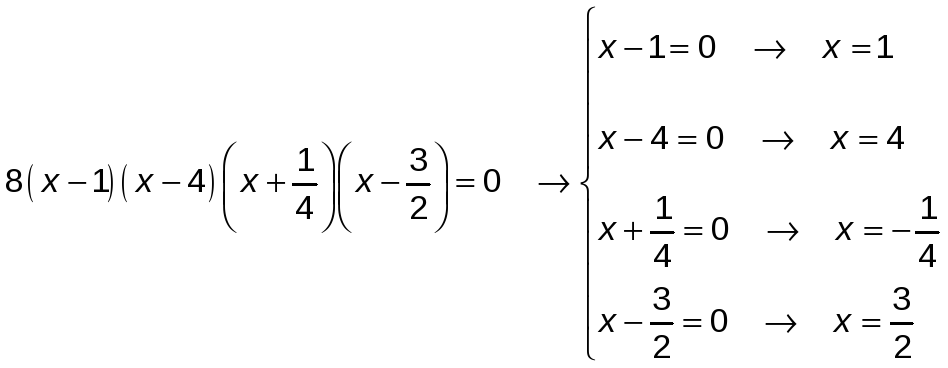 8(x−1)(x−4)(x+1/4)(x−3/2)=0 → {
x−1=0 → x=1
x−4=0 → x=4
x+1/4=0 → x=−1/4
x−3/2=0 → x=3/2